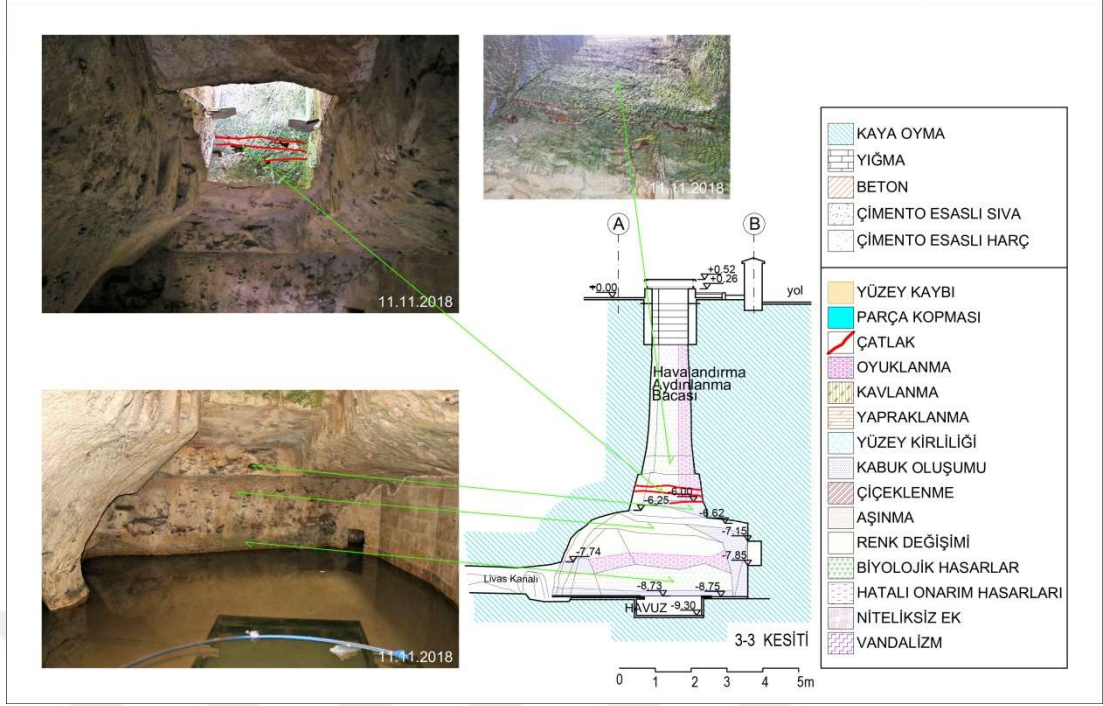 11.11.2018
11.11.2018
A
B
+0.52
+0.26
+0.00
yol
Havalandırma
Aydınlanma
Bacası
-6.00
-6.25
-6.62
-7.15
-7.74
-7.85
Livas Kanalı
-8.73
-8.75
HAVUZ
-9.30
3-3 KESİTİ
0 1 2 3 4 5m
11.11.2018
KAYA OYMA
YIĞMA
BETON
ÇİMENTO ESASLI SIVA
ÇİMENTO ESASLI HARÇ
YÜZEY KAYBI
PARÇA KOPMASI
ÇATLAK
OYUKLANMA
KAVLANMA
YAPRAKLANMA
YÜZEY KİRLİLİĞİ
KABUK OLUŞUMU
ÇİÇEKLENME
AŞINMA
RENK DEĞİŞİMİ
BİYOLOJİK HASARLAR
HATALI ONARIM HASARLARI
NİTELİKSİZ EK
VANDALİZM